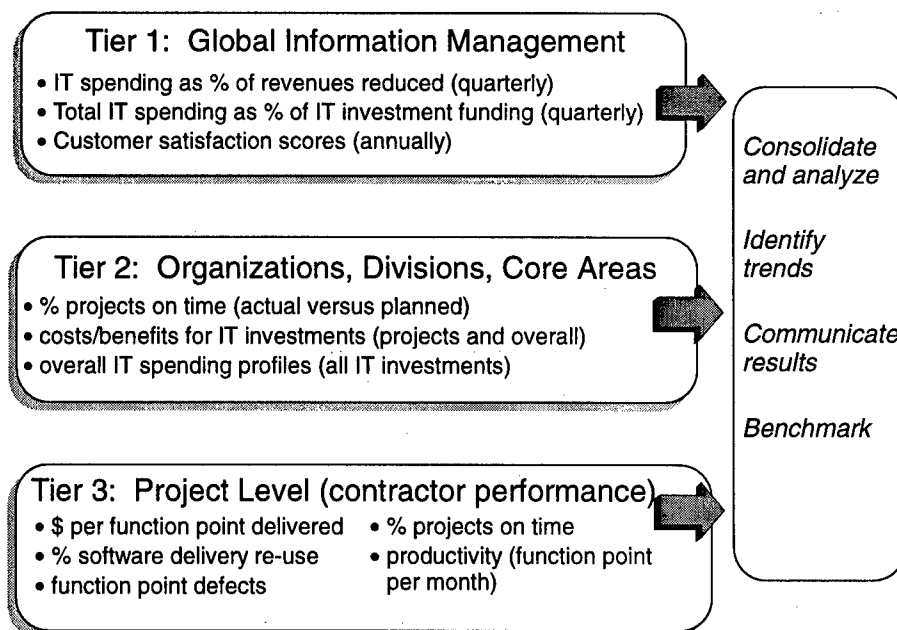 Tier 1: Global Information Management
• IT spending as % of revenues reduced (quarterly)
• Total IT spending as % of IT investment funding (quarterly)
• Customer satisfaction scores (annually)
Tier 2: Organizations, Divisions, Core Areas
• % projects on time (actual versus planned)
• costs/benefits for IT investments (projects and overall)
• overall IT spending profiles (all IT investments)
Tier 3: Project Level (contractor performance)
• $ per function point delivered
• % software delivery re-use
• function point defects
• % projects on time
• productivity (function point
per month)
Consolidate
and analyze
Identify
trends
Communicate
results
Benchmark